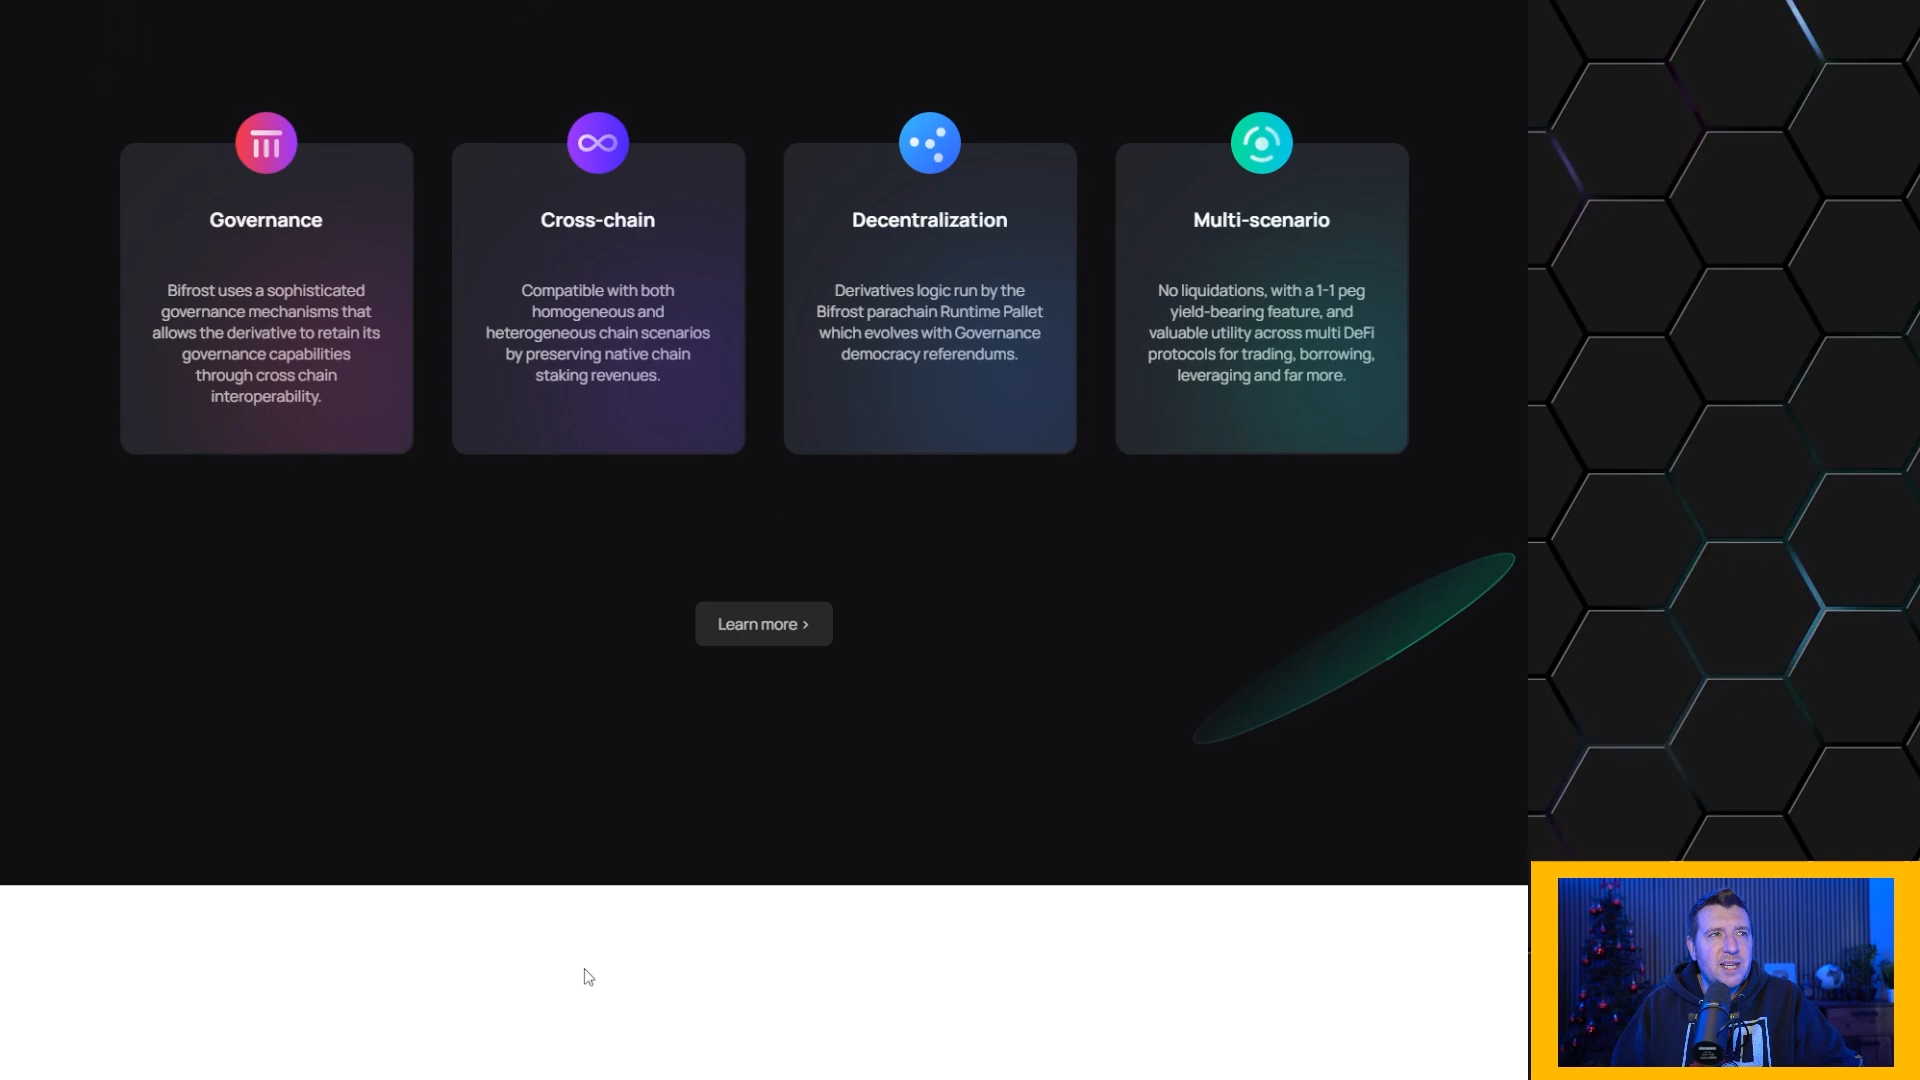 Governance
Bifrost uses a sophisticated
governance mechanisms that
allows the derivative to retain its
governance capabilities
through cross chain
interoperability.
Cross-chain
Compatible with both
homogeneous and
heterogeneous chain scenarios
by preserving native chain
staking revenues.
Decentralization
Derivatives logic run by the
Bifrost parachain Runtime Pallet
which evolves with Governance
democracy referendums.
Multi-scenario
No liquidations, with a 1-1 peg
yield-bearing feature, and
valuable utility across multi DeFi
protocols for trading, borrowing,
leveraging and far more.
Learn more ›